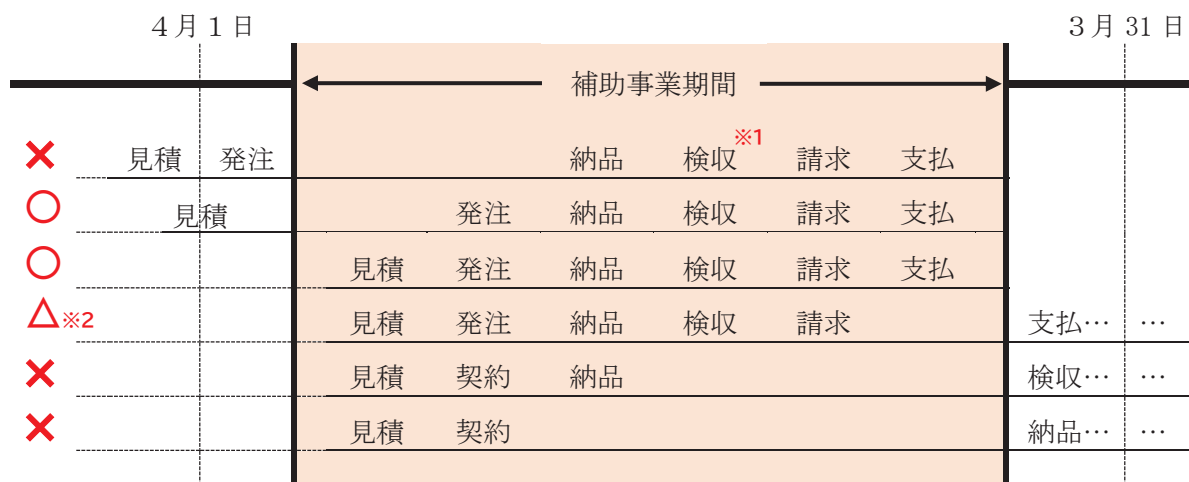 ４月１日 ３月 31 日
補助事業期間
× 見積 発注 納品 検収※1 請求 支払
○ 見積 発注 納品 検収 請求 支払
○ 見積 発注 納品 検収 請求 支払
△※2 見積 発注 納品 検収 請求 支払… …
× 見積 契約 納品 検収… …
× 見積 契約 納品… …